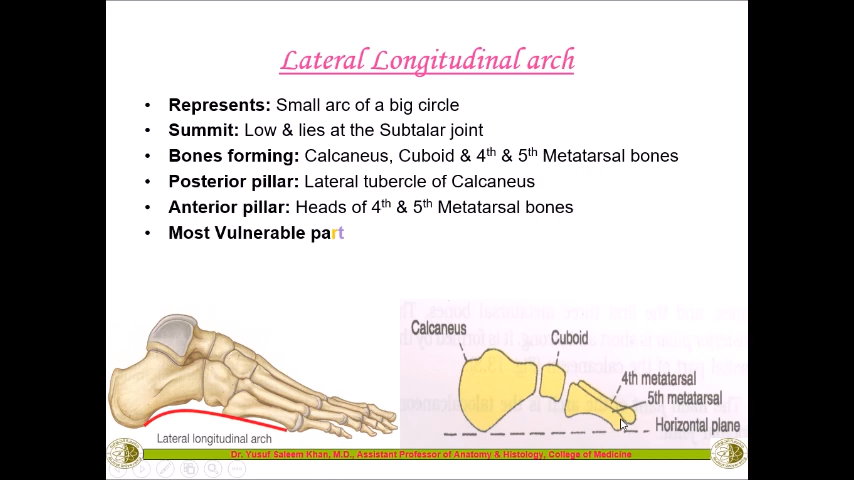 Lateral Longitudinal arch
• Represents: Small arc of a big circle
• Summit: Low & lies at the Subtalar joint
• Bones forming: Calcaneus, Cuboid & 4th & 5th Metatarsal bones
• Posterior pillar: Lateral tubercle of Calcaneus
• Anterior pillar: Heads of 4th & 5th Metatarsal bones
• Most Vulnerable part
Lateral longitudinal arch
Calcaneus
Cuboid
4th metatarsal
5th metatarsal
Horizontal plane
Dr. Yusuf Saleem Khan, M.D., Assistant Professor of Anatomy & Histology, College of Medicine